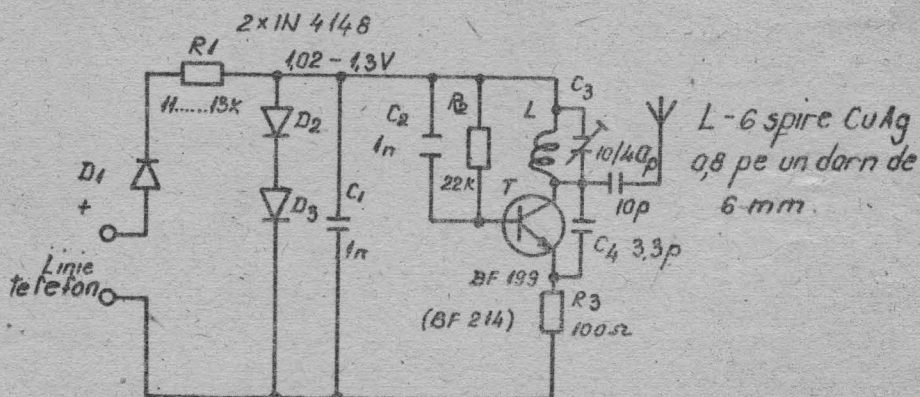 2×IN 4148
R1
1,02 - 1,3V
11......13k
D1
+
Linie
telefon
D2
D3
C1
1n
C2
1n
R2
22k
L
C3
10/40p
10p
T
C4 3,3p
BF 199
(BF 214)
R3
100Ω
L-6 spire CuAg
0,8 pe un dorn de
6 mm.